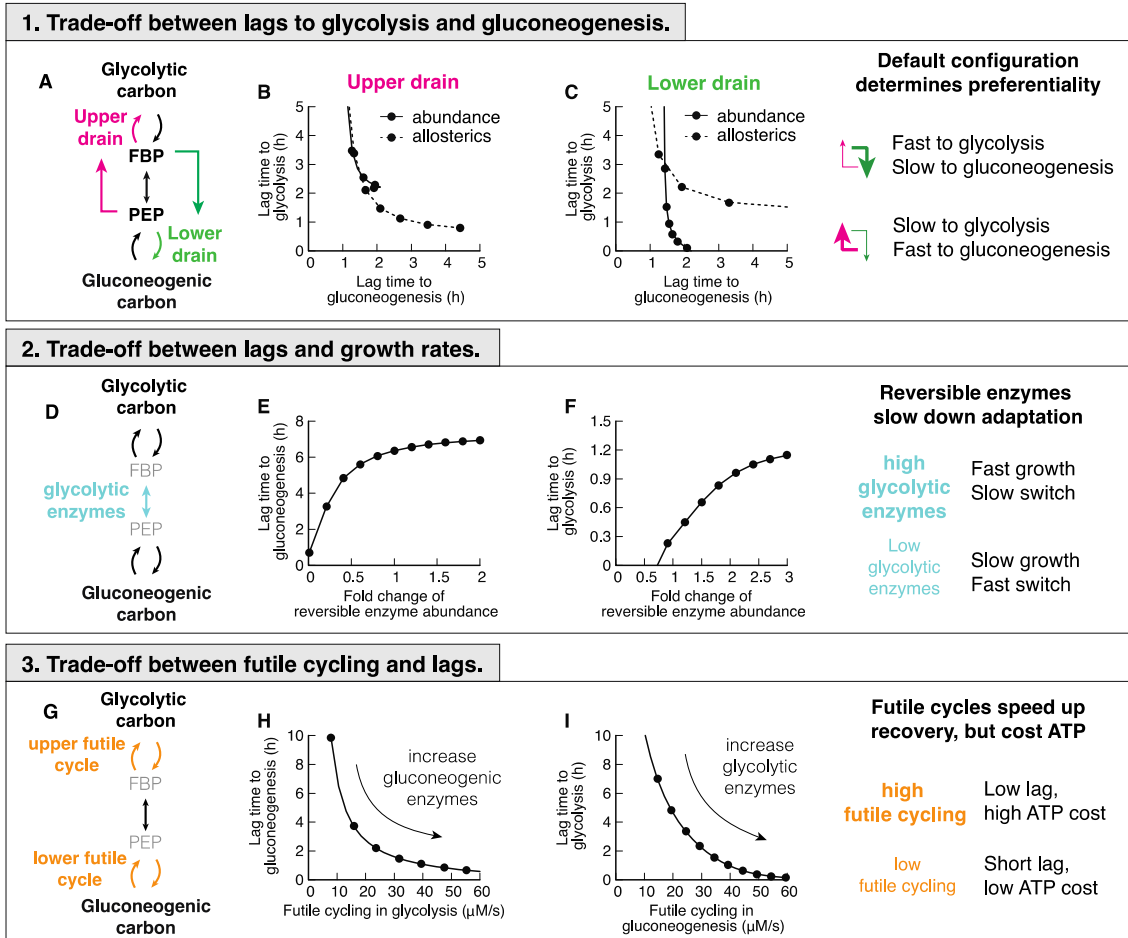 1. Trade-off between lags to glycolysis and gluconeogenesis.
A
Glycolytic
carbon
Upper
drain
FBP
PEP
Lower
drain
Gluconeogenic
carbon
B
Upper drain
abundance
allosterics
Lag time to
glycolysis (h)
5
4
3
2
1
0
0 1 2 3 4 5
Lag time to
gluconeogenesis (h)
C
Lower drain
abundance
allosterics
Lag time to
glycolysis (h)
5
4
3
2
1
0
0 1 2 3 4 5
Lag time to
gluconeogenesis (h)
Default configuration
determines preferentiality
Fast to glycolysis
Slow to gluconeogenesis
Slow to glycolysis
Fast to gluconeogenesis
2. Trade-off between lags and growth rates.
D
Glycolytic
carbon
FBP
glycolytic
enzymes
PEP
Gluconeogenic
carbon
E
Lag time to
gluconeogenesis (h)
8
6
4
2
0
0 0.5 1 1.5 2
Fold change of
reversible enzyme abundance
F
Lag time to
glycolysis (h)
1.5
1.2
0.9
0.6
0.3
0
0 0.5 1 1.5 2 2.5 3
Fold change of
reversible enzyme abundance
Reversible enzymes
slow down adaptation
high
glycolytic
enzymes
Fast growth
Slow switch
Low
glycolytic
enzymes
Slow growth
Fast switch
3. Trade-off between futile cycling and lags.
G
Glycolytic
carbon
upper futile
cycle
FBP
PEP
lower futile
cycle
Gluconeogenic
carbon
H
Lag time to
gluconeogenesis (h)
10
8
6
4
2
0
increase
gluconeogenic
enzymes
0 10 20 30 40 50 60
Futile cycling in glycolysis (µM/s)
I
Lag time to
glycolysis (h)
10
8
6
4
2
0
increase
glycolytic
enzymes
0 10 20 30 40 50 60
Futile cycling in
gluconeogenesis (µM/s)
Futile cycles speed up
recovery, but cost ATP
high
futile cycling
Low lag,
high ATP cost
low
futile cycling
Short lag,
low ATP cost